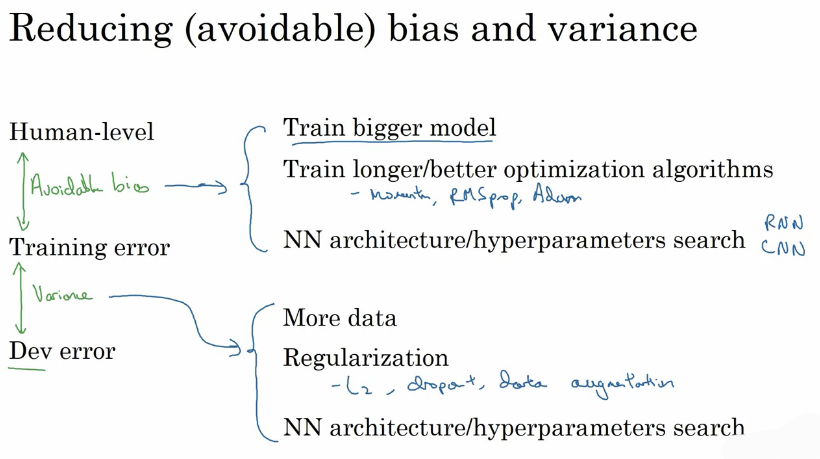 Reducing (avoidable) bias and variance
Human-level
Avoidable bias
Training error
Variance
Dev error
Train bigger model
Train longer/better optimization algorithms
- Momentum, RMSprop, Adam
NN architecture/hyperparameters search
RNN
CNN
More data
Regularization
- L2, dropout, data augmentation
NN architecture/hyperparameters search